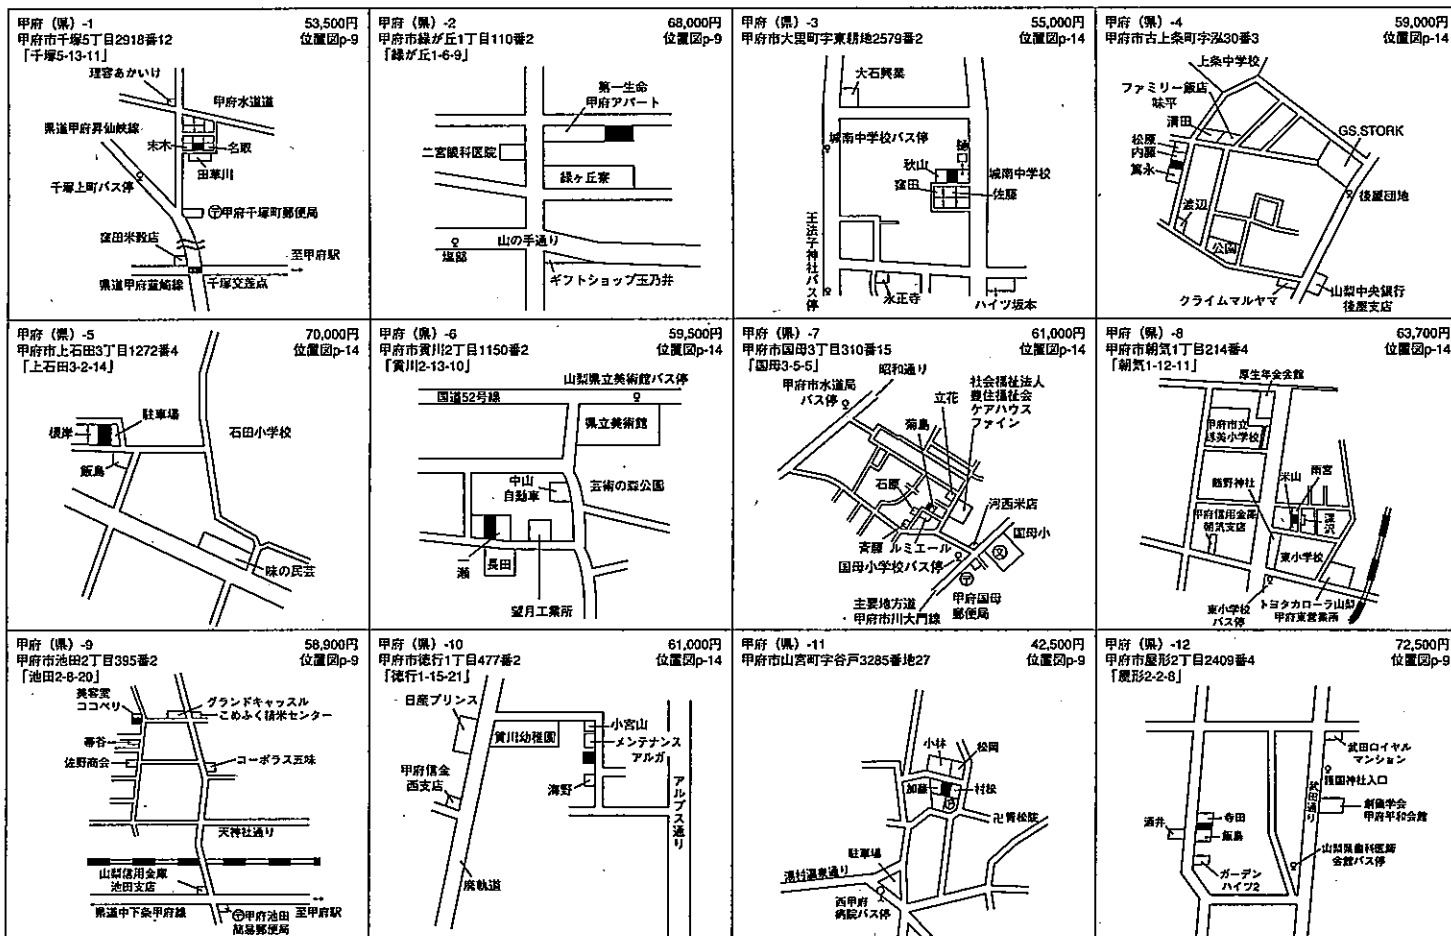 甲府（県）-1 53,500円
甲府市千塚5丁目2918番12 位置図p-9
「千塚5-13-11」
理容あかいけ
甲府水道道
県道甲府昇仙峡線
末木
名取
田草川
千塚上町バス停
〒甲府千塚町郵便局
窪田米穀店
至甲府駅
県道甲府韮崎線
千塚交差点
甲府（県）-2 68,000円
甲府市緑が丘1丁目110番2 位置図p-9
「緑が丘1-6-9」
第一生命
甲府アパート
二宮眼科医院
緑ヶ丘寮
山の手通り
塩部
ギフトショップ玉乃井
甲府（県）-3 55,000円
甲府市大里町字東耕地2579番2 位置図p-14
大石興業
城南中学校バス停
樋
秋山
城南中学校
窪田
佐藤
王法子神社バス停
永正寺
ハイツ坂本
甲府（県）-4 59,000円
甲府市古上条町字泓30番3 位置図p-14
上条中学校
ファミリー飯店
味平
濱田
GS.STORK
松原
内藤
篤永
後屋団地
渡辺
公園
クライムマルヤマ
山梨中央銀行
後屋支店
甲府（県）-5 70,000円
甲府市上石田3丁目1272番4 位置図p-14
「上石田3-2-14」
駐車場
根岸
石田小学校
飯島
味の民芸
甲府（県）-6 59,500円
甲府市貢川2丁目1150番2 位置図p-14
「貢川2-13-10」
山梨県立美術館バス停
国道52号線
県立美術館
中山
自動車
芸術の森公園
一瀬
長田
望月工業所
甲府（県）-7 61,000円
甲府市国母3丁目310番15 位置図p-14
「国母3-5-5」
昭和通り
甲府市水道局
バス停
社会福祉法人
豊住福祉会
ケアハウス
ファイン
立花
菊島
石原
河西米店
斉藤
ルミエール
国母小
文
国母小学校バス停
〒
甲府国母
郵便局
主要地方道
甲府市川大門線
甲府（県）-8 63,700円
甲府市朝気1丁目214番4 位置図p-14
「朝気1-12-11」
厚生年金会館
甲府市立
琢美小学校
熊野神社
米山
雨宮
深沢
甲府信用金庫
朝気支店
東小学校
東小学校
バス停
トヨタカローラ山梨
甲府東営業所
甲府（県）-9 58,900円
甲府市池田2丁目395番2 位置図p-9
「池田2-8-20」
美容室
ココペリ
グランドキャッスル
こめふく精米センター
帯谷
佐野商会
コーポラス五味
天神社通り
山梨信用金庫
池田支店
県道中下条甲府線
〒甲府池田
簡易郵便局
至甲府駅
甲府（県）-10 61,000円
甲府市徳行1丁目477番2 位置図p-14
「徳行1-15-21」
日産プリンス
貢川幼稚園
小宮山
メンテナンス
アルガ
甲府信金
西支店
海野
アルプス通り
廃軌道
甲府（県）-11 42,500円
甲府市山宮町字谷戸3285番地27 位置図p-9
小林
松岡
加藤
村松
卍青松院
駐車場
湯村温泉通り
西甲府
病院バス停
甲府（県）-12 72,500円
甲府市屋形2丁目2409番4 位置図p-9
「屋形2-2-8」
武田ロイヤル
マンション
護国神社入口
武田通り
創価学会
甲府平和会館
酒井
寺田
飯島
山梨県歯科医師
会館バス停
ガーデン
ハイツ2